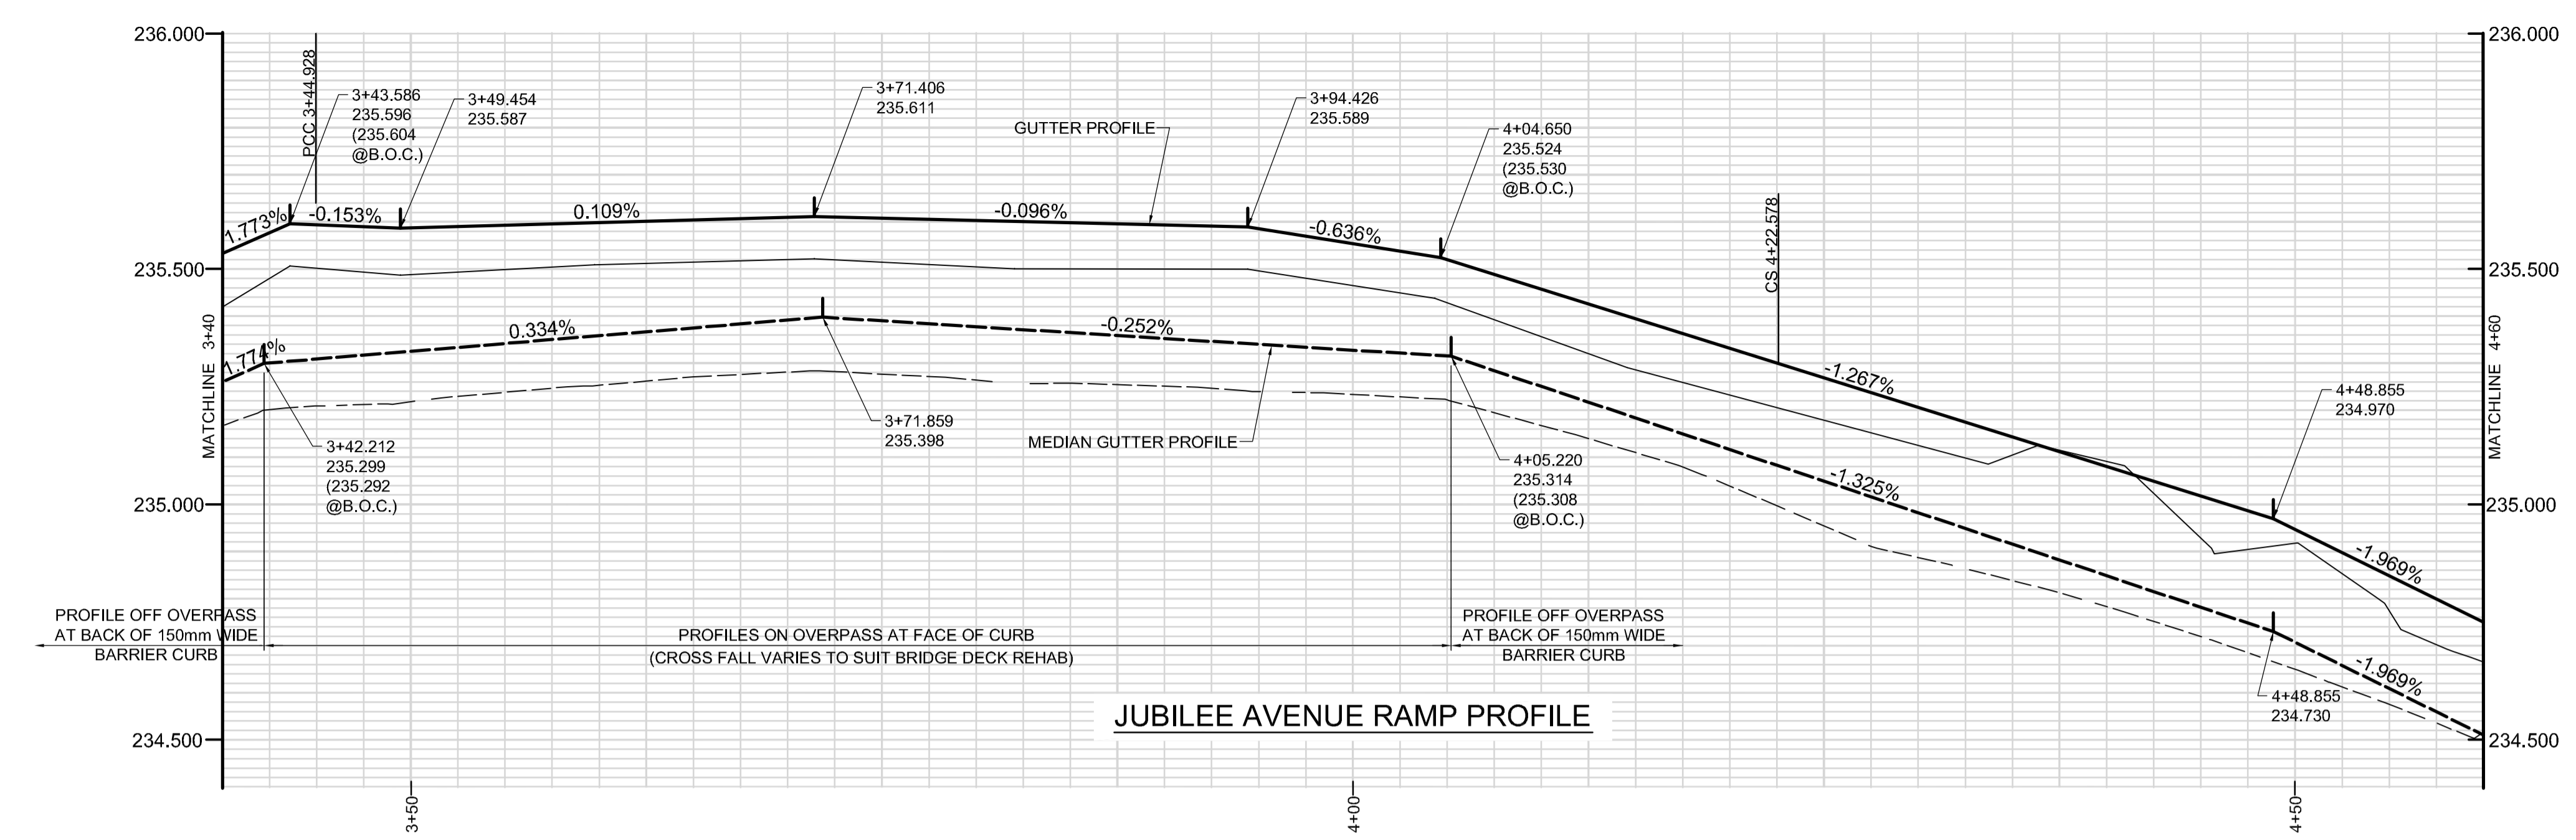 236.000
236.000
PCC 3+44.928
3+43.586
235.596
(235.604
@B.O.C.)
3+49.454
235.587
3+71.406
235.611
GUTTER PROFILE
3+94.426
235.589
4+04.650
235.524
(235.530
@B.O.C.)
CS 4+22.578
1.773%
-0.153%
0.109%
-0.096%
-0.636%
235.500
235.500
MATCHLINE 3+40
MATCHLINE 4+60
1.774%
0.334%
-0.252%
-1.267%
4+48.855
234.970
3+42.212
235.299
(235.292
@B.O.C.)
3+71.859
235.398
MEDIAN GUTTER PROFILE
4+05.220
235.314
(235.308
@B.O.C.)
-1.325%
235.000
235.000
-1.969%
PROFILE OFF OVERPASS
AT BACK OF 150mm WIDE
BARRIER CURB
PROFILES ON OVERPASS AT FACE OF CURB
(CROSS FALL VARIES TO SUIT BRIDGE DECK REHAB)
PROFILE OFF OVERPASS
AT BACK OF 150mm WIDE
BARRIER CURB
-1.969%
4+48.855
234.730
JUBILEE AVENUE RAMP PROFILE
234.500
234.500
3+50
4+00
4+50